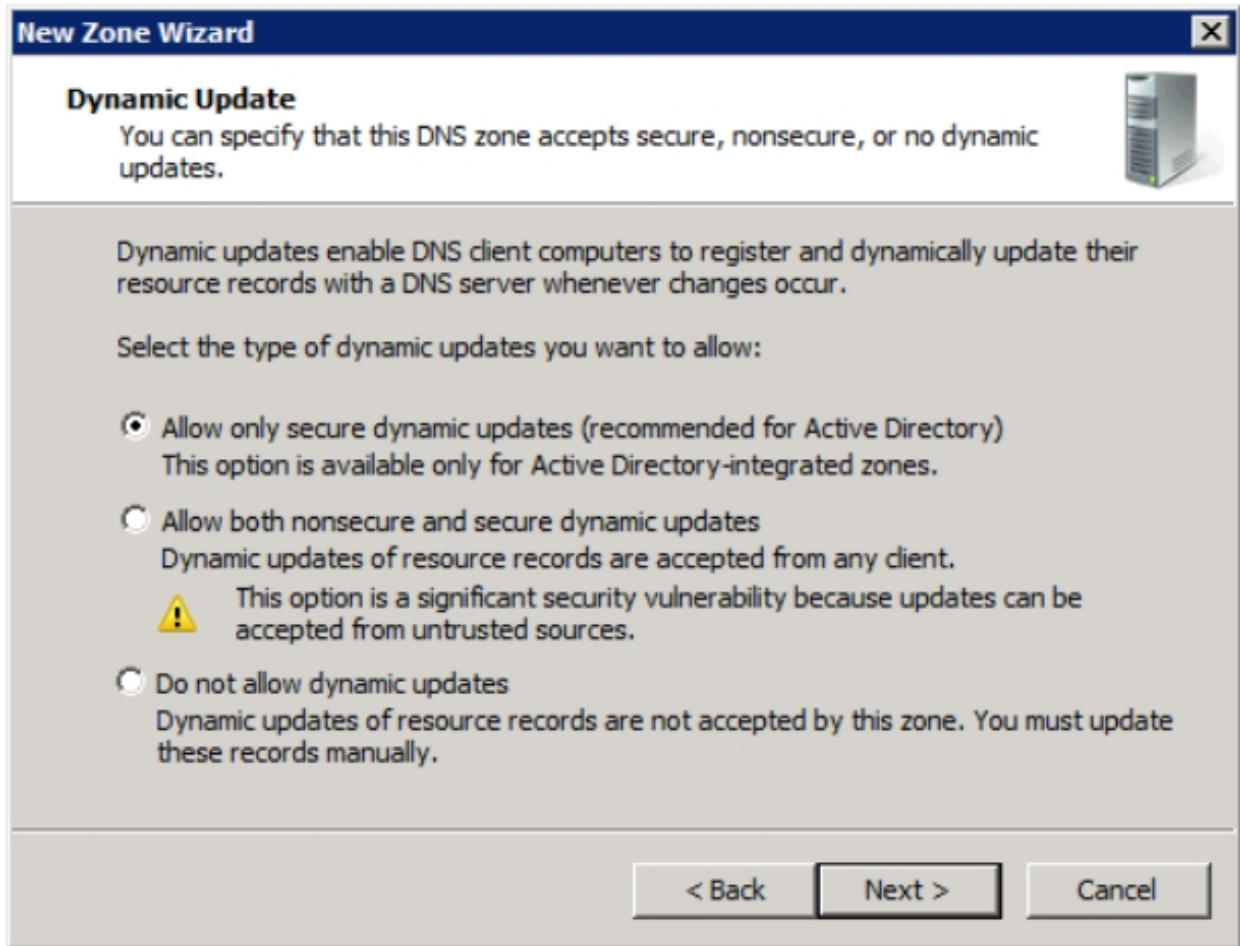 New Zone Wizard
Dynamic Update
You can specify that this DNS zone accepts secure, nonsecure, or no dynamic
updates.
Dynamic updates enable DNS client computers to register and dynamically update their
resource records with a DNS server whenever changes occur.
Select the type of dynamic updates you want to allow:
Allow only secure dynamic updates (recommended for Active Directory)
This option is available only for Active Directory-integrated zones.
Allow both nonsecure and secure dynamic updates
Dynamic updates of resource records are accepted from any client.
This option is a significant security vulnerability because updates can be
accepted from untrusted sources.
Do not allow dynamic updates
Dynamic updates of resource records are not accepted by this zone. You must update
these records manually.
< Back Next > Cancel